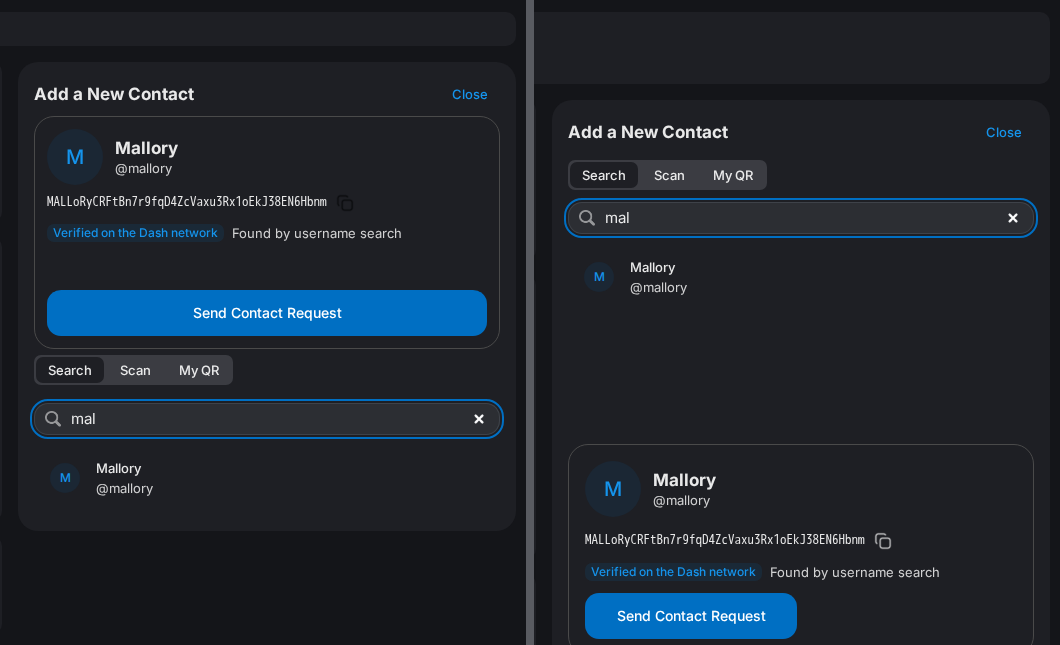 Add a New Contact
Close
M
Mallory
@mallory
MALLoRyCRFtBn7r9fqD4ZcVaxu3Rx1oEkJ38EN6Hbnm
Verified on the Dash network Found by username search
Send Contact Request
Search Scan My QR
mal
M
Mallory
@mallory
Add a New Contact
Close
Search Scan My QR
mal
M
Mallory
@mallory
M
Mallory
@mallory
MALLoRyCRFtBn7r9fqD4ZcVaxu3Rx1oEkJ38EN6Hbnm
Verified on the Dash network Found by username search
Send Contact Request